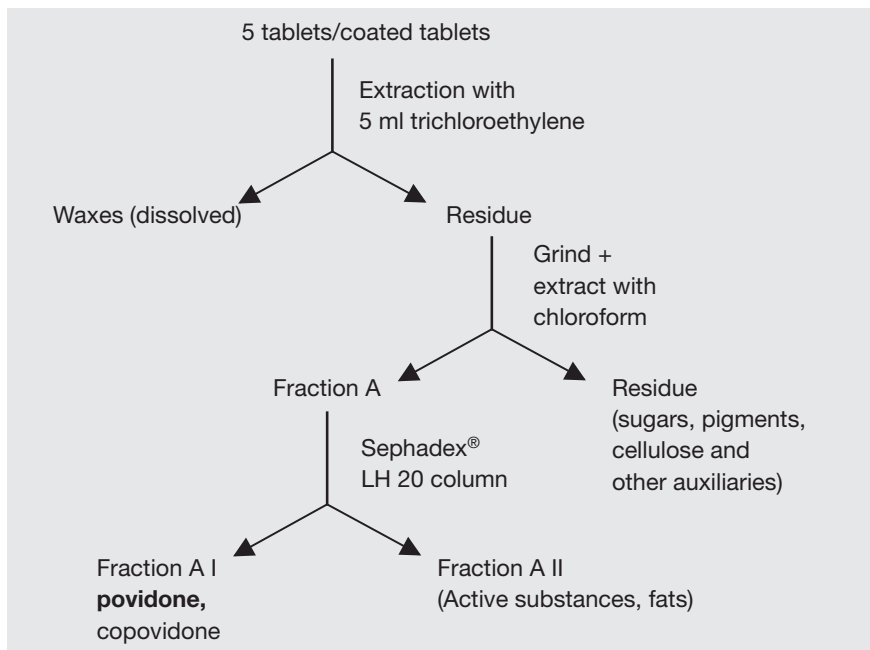 5 tablets/coated tablets
Extraction with
5 ml trichloroethylene
Waxes (dissolved)
Residue
Grind +
extract with
chloroform
Fraction A
Residue
(sugars, pigments,
cellulose and
other auxiliaries)
Sephadex®
LH 20 column
Fraction A I
povidone,
copovidone
Fraction A II
(Active substances, fats)